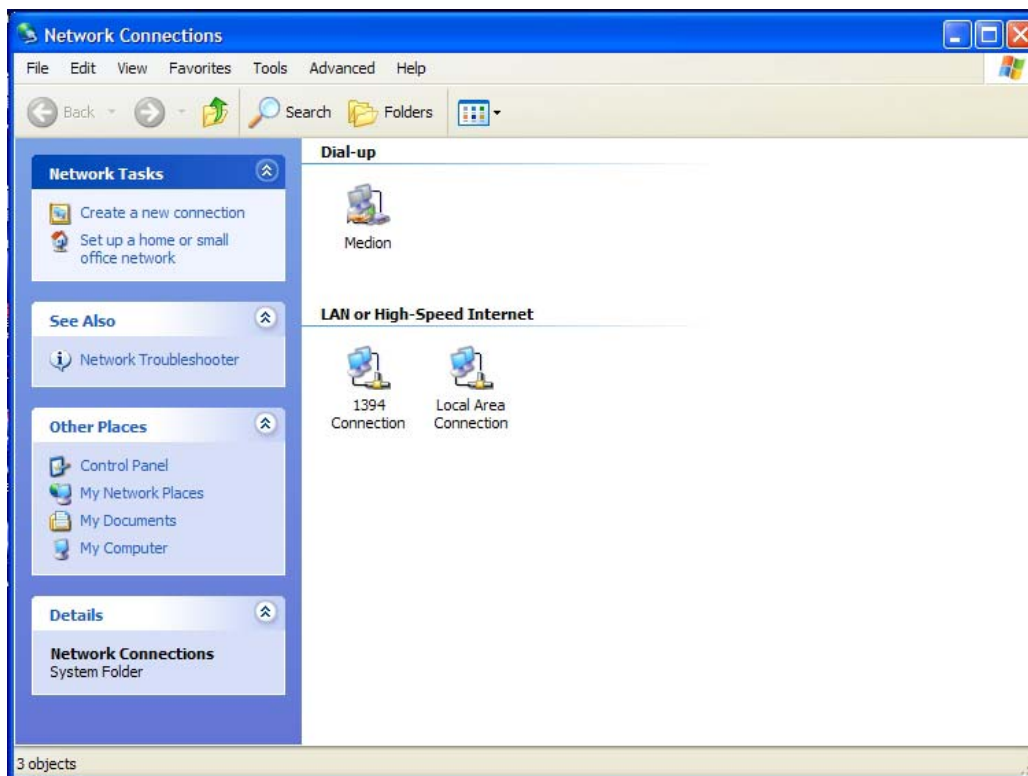 Network Connections
File Edit View Favorites Tools Advanced Help
Back Search Folders
Network Tasks
Create a new connection
Set up a home or small
office network
See Also
Network Troubleshooter
Other Places
Control Panel
My Network Places
My Documents
My Computer
Details
Network Connections
System Folder
Dial-up
Medion
LAN or High-Speed Internet
1394
Connection
Local Area
Connection
3 objects